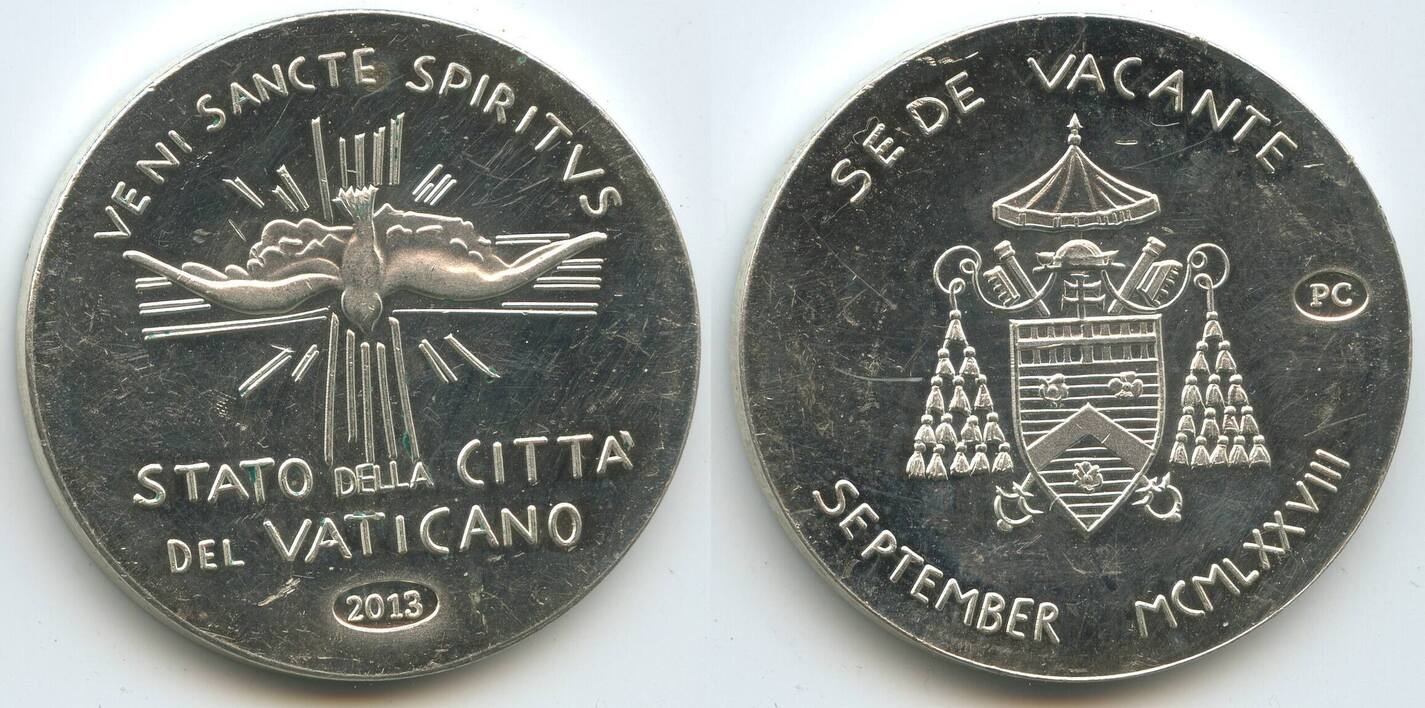 VENI SANCTE SPIRITVS
STATO DELLA CITTA'
DEL VATICANO
2013
SEDE VACANTE
PC
SEPTEMBER MCMLXXVIII